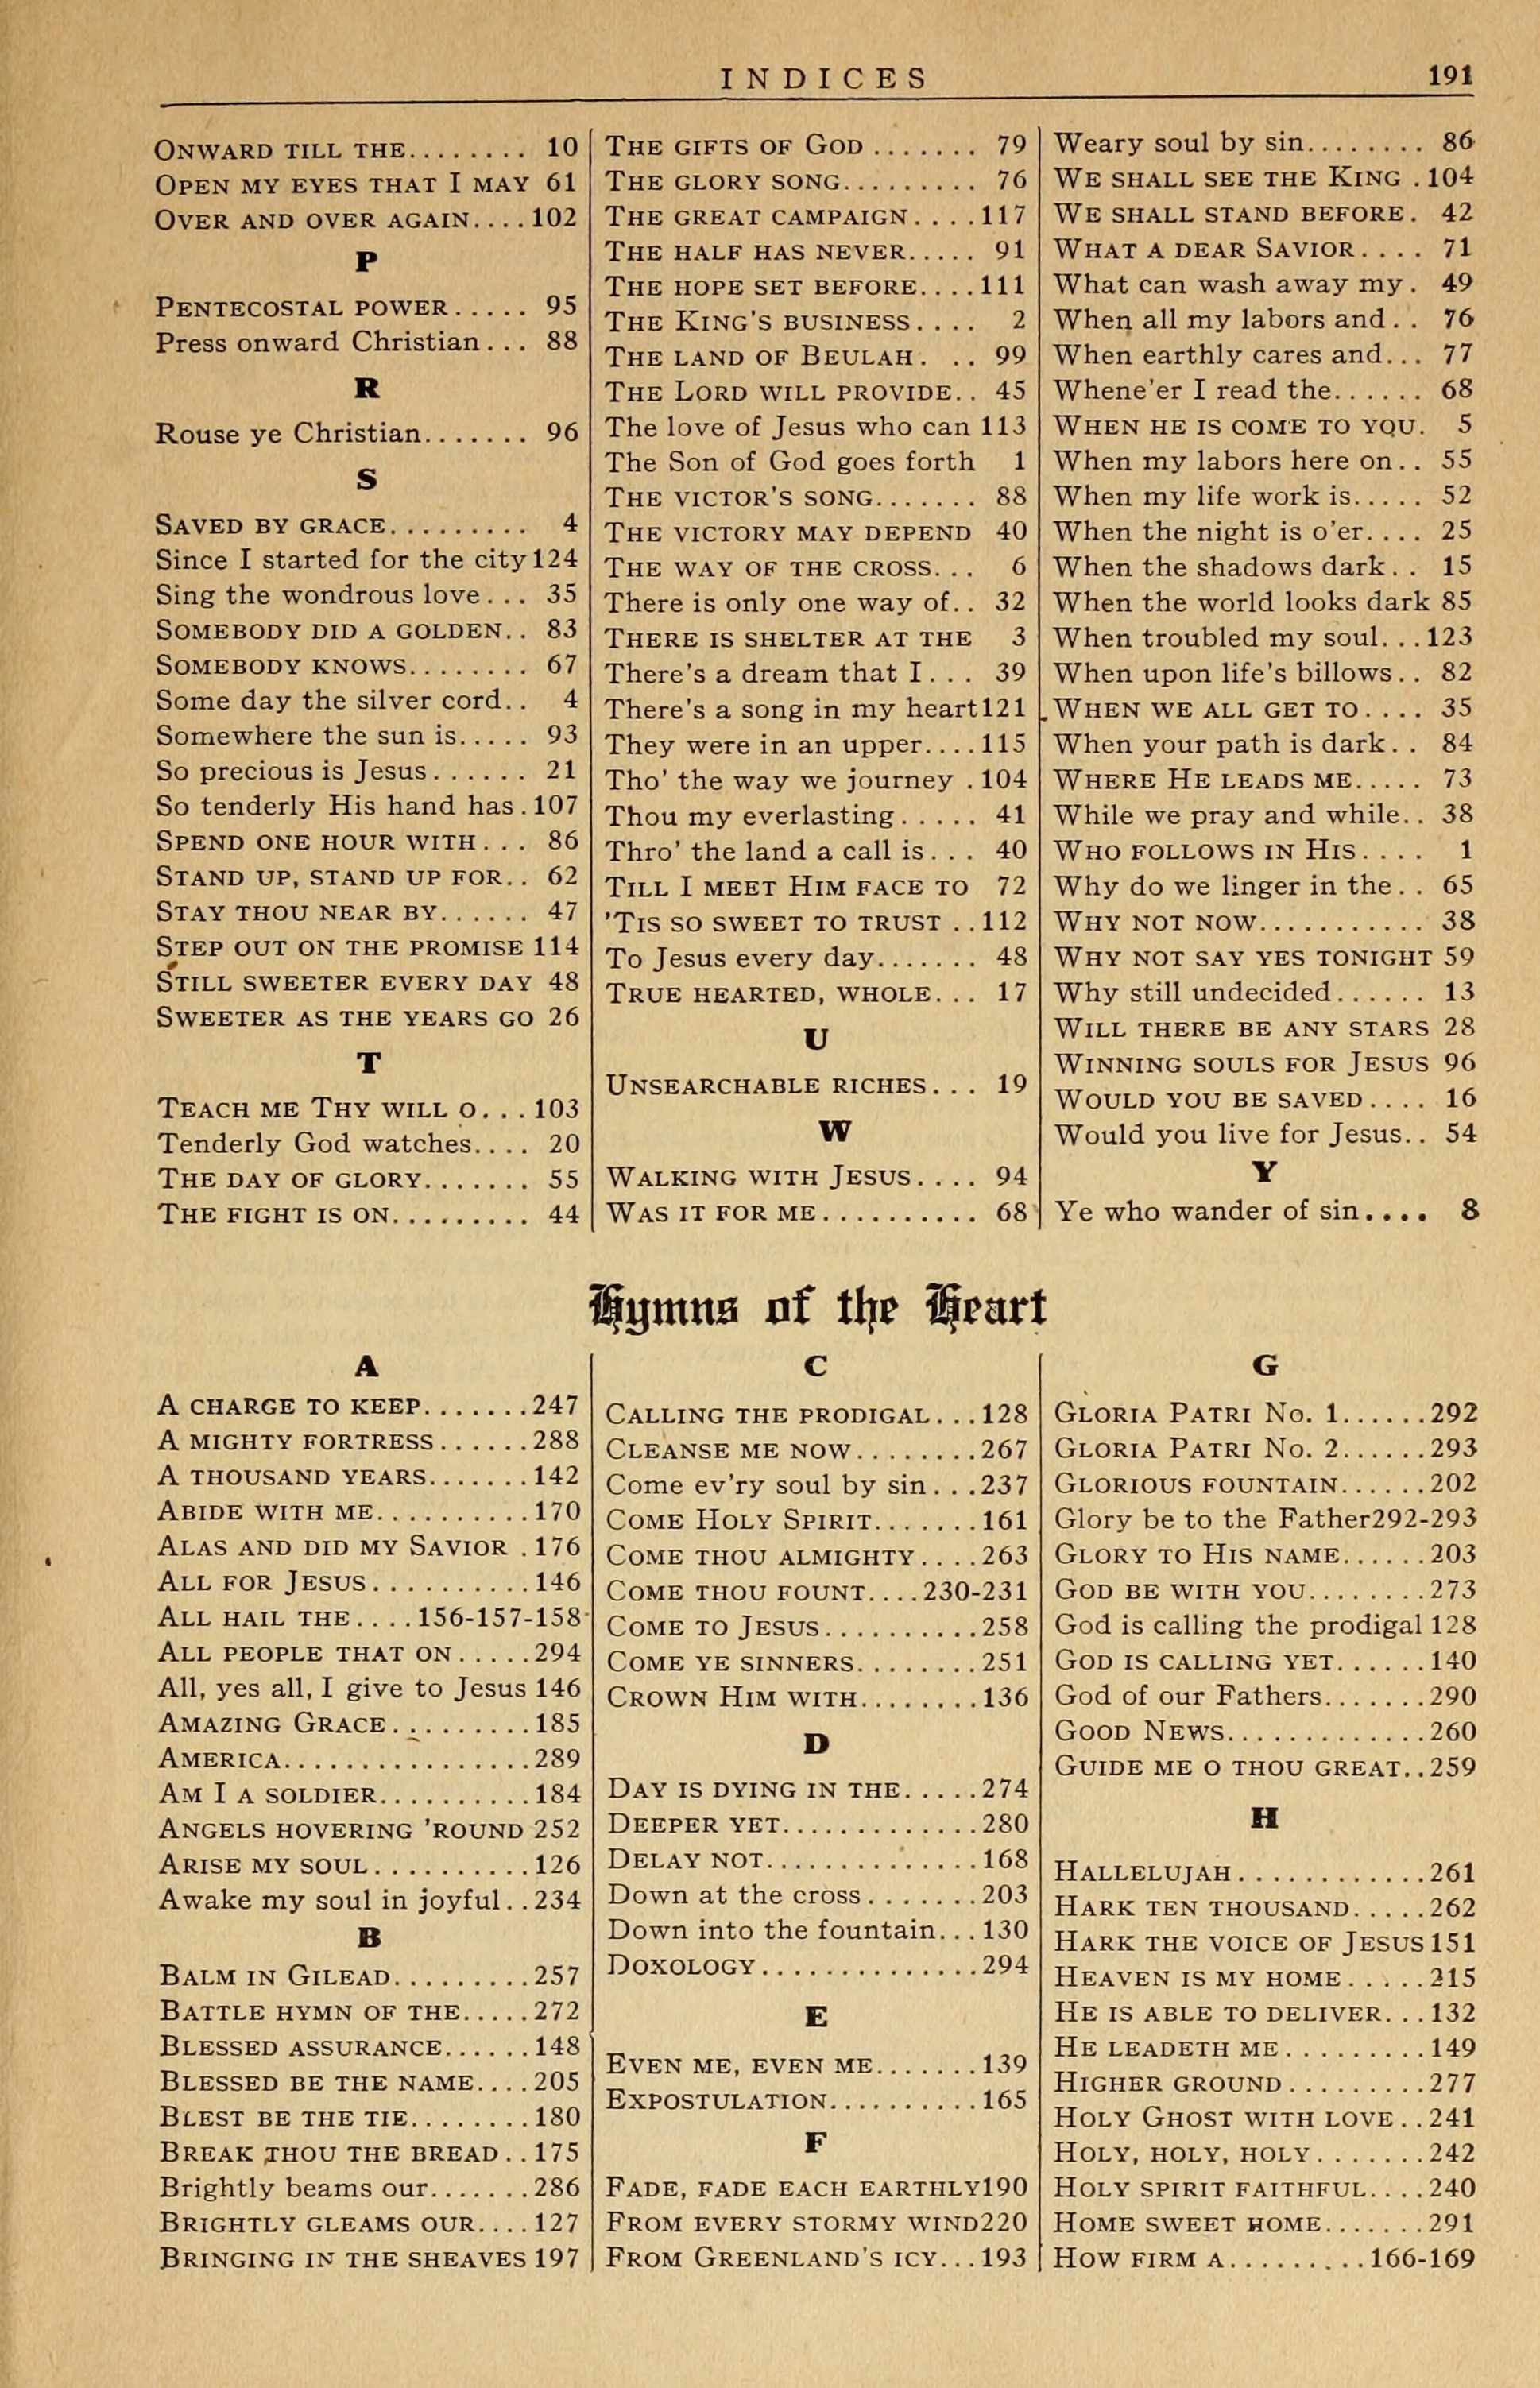 INDICES 191
ONWARD TILL THE......... 10
OPEN MY EYES THAT I MAY 61
OVER AND OVER AGAIN....102
P
PENTECOSTAL POWER..... 95
Press onward Christian... 88
R
Rouse ye Christian....... 96
S
SAVED BY GRACE.......... 4
Since I started for the city 124
Sing the wondrous love... 35
SOMEBODY DID A GOLDEN.. 83
SOMEBODY KNOWS........ 67
Some day the silver cord.. 4
Somewhere the sun is..... 93
So precious is Jesus...... 21
So tenderly His hand has.107
SPEND ONE HOUR WITH... 86
STAND UP, STAND UP FOR.. 62
STAY THOU NEAR BY...... 47
STEP OUT ON THE PROMISE 114
STILL SWEETER EVERY DAY 48
SWEETER AS THE YEARS GO 26
T
TEACH ME THY WILL O...103
Tenderly God watches.... 20
THE DAY OF GLORY....... 55
THE FIGHT IS ON.......... 44
THE GIFTS OF GOD....... 79
THE GLORY SONG......... 76
THE GREAT CAMPAIGN....117
THE HALF HAS NEVER..... 91
THE HOPE SET BEFORE....111
THE KING'S BUSINESS.... 2
THE LAND OF BEULAH. .. 99
THE LORD WILL PROVIDE.. 45
The love of Jesus who can 113
The Son of God goes forth 1
THE VICTOR'S SONG....... 88
THE VICTORY MAY DEPEND 40
THE WAY OF THE CROSS... 6
There is only one way of.. 32
THERE IS SHELTER AT THE 3
There's a dream that I... 39
There's a song in my heart 121
They were in an upper....115
Tho' the way we journey .104
Thou my everlasting..... 41
Thro' the land a call is... 40
TILL I MEET HIM FACE TO 72
'TIS SO SWEET TO TRUST ..112
To Jesus every day....... 48
TRUE HEARTED, WHOLE... 17
U
UNSEARCHABLE RICHES... 19
W
WALKING WITH JESUS.... 94
WAS IT FOR ME........... 68
Weary soul by sin........ 86
WE SHALL SEE THE KING .104
WE SHALL STAND BEFORE. 42
WHAT A DEAR SAVIOR.... 71
What can wash away my. 49
When all my labors and.. 76
When earthly cares and... 77
Whene'er I read the...... 68
WHEN HE IS COME TO YOU. 5
When my labors here on.. 55
When my life work is..... 52
When the night is o'er.... 25
When the shadows dark.. 15
When the world looks dark 85
When troubled my soul...123
When upon life's billows.. 82
WHEN WE ALL GET TO.... 35
When your path is dark.. 84
WHERE HE LEADS ME..... 73
While we pray and while.. 38
WHO FOLLOWS IN HIS.... 1
Why do we linger in the.. 65
WHY NOT NOW............ 38
WHY NOT SAY YES TONIGHT 59
Why still undecided...... 13
WILL THERE BE ANY STARS 28
WINNING SOULS FOR JESUS 96
WOULD YOU BE SAVED.... 16
Would you live for Jesus.. 54
Y
Ye who wander of sin.... 8
Hymns of the Heart
A
A CHARGE TO KEEP.......247
A MIGHTY FORTRESS......288
A THOUSAND YEARS.......142
ABIDE WITH ME...........170
ALAS AND DID MY SAVIOR .176
ALL FOR JESUS...........146
ALL HAIL THE....156-157-158
ALL PEOPLE THAT ON.....294
All, yes all, I give to Jesus 146
AMAZING GRACE..........185
AMERICA.................289
AM I A SOLDIER...........184
ANGELS HOVERING 'ROUND 252
ARISE MY SOUL...........126
Awake my soul in joyful..234
B
BALM IN GILEAD..........257
BATTLE HYMN OF THE.....272
BLESSED ASSURANCE......148
BLESSED BE THE NAME....205
BLEST BE THE TIE........180
BREAK THOU THE BREAD..175
Brightly beams our.......286
BRIGHTLY GLEAMS OUR....127
BRINGING IN THE SHEAVES 197
C
CALLING THE PRODIGAL...128
CLEANSE ME NOW.........267
Come ev'ry soul by sin...237
COME HOLY SPIRIT.......161
COME THOU ALMIGHTY....263
COME THOU FOUNT....230-231
COME TO JESUS...........258
COME YE SINNERS.........251
CROWN HIM WITH.........136
D
DAY IS DYING IN THE.....274
DEEPER YET..............280
DELAY NOT...............168
Down at the cross........203
Down into the fountain...130
DOXOLOGY...............294
E
EVEN ME, EVEN ME.......139
EXPOSTULATION...........165
F
FADE, FADE EACH EARTHLY 190
FROM EVERY STORMY WIND 220
FROM GREENLAND'S ICY...193
G
GLORIA PATRI NO. 1......292
GLORIA PATRI NO. 2......293
GLORIOUS FOUNTAIN......202
Glory be to the Father 292-293
GLORY TO HIS NAME......203
GOD BE WITH YOU........273
God is calling the prodigal 128
GOD IS CALLING YET......140
God of our Fathers.......290
GOOD NEWS..............260
GUIDE ME O THOU GREAT..259
H
HALLELUJAH.............261
HARK TEN THOUSAND.....262
HARK THE VOICE OF JESUS 151
HEAVEN IS MY HOME.....215
HE IS ABLE TO DELIVER...132
HE LEADETH ME..........149
HIGHER GROUND..........277
HOLY GHOST WITH LOVE..241
HOLY, HOLY, HOLY........242
HOLY SPIRIT FAITHFUL....240
HOME SWEET HOME.......291
HOW FIRM A..........166-169